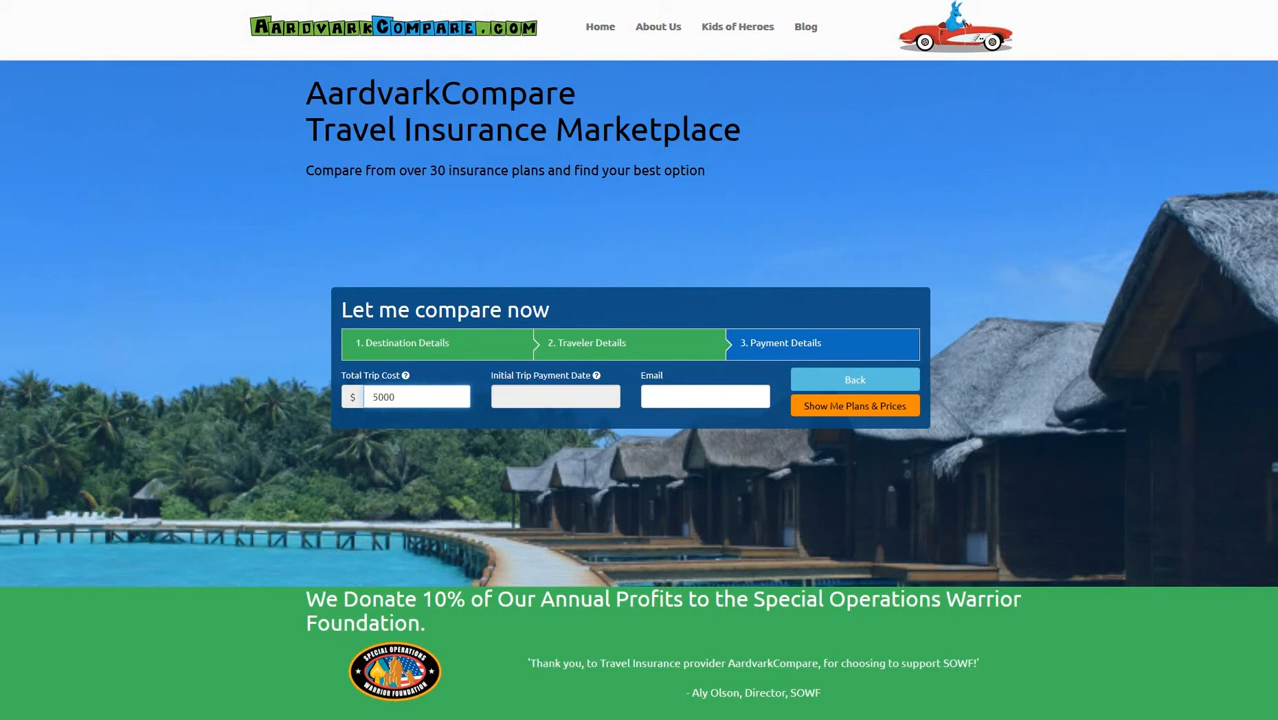 AARDVARKCOMPARE.COM
Home About Us Kids of Heroes Blog
AardvarkCompare
Travel Insurance Marketplace
Compare from over 30 insurance plans and find your best option
Let me compare now
1. Destination Details 2. Traveler Details 3. Payment Details
Total Trip Cost ? Initial Trip Payment Date ? Email
Back
$ 5000
Show Me Plans & Prices
We Donate 10% of Our Annual Profits to the Special Operations Warrior
Foundation.
SPECIAL OPERATIONS
WARRIOR FOUNDATION
'Thank you, to Travel Insurance provider AardvarkCompare, for choosing to support SOWF!'
- Aly Olson, Director, SOWF